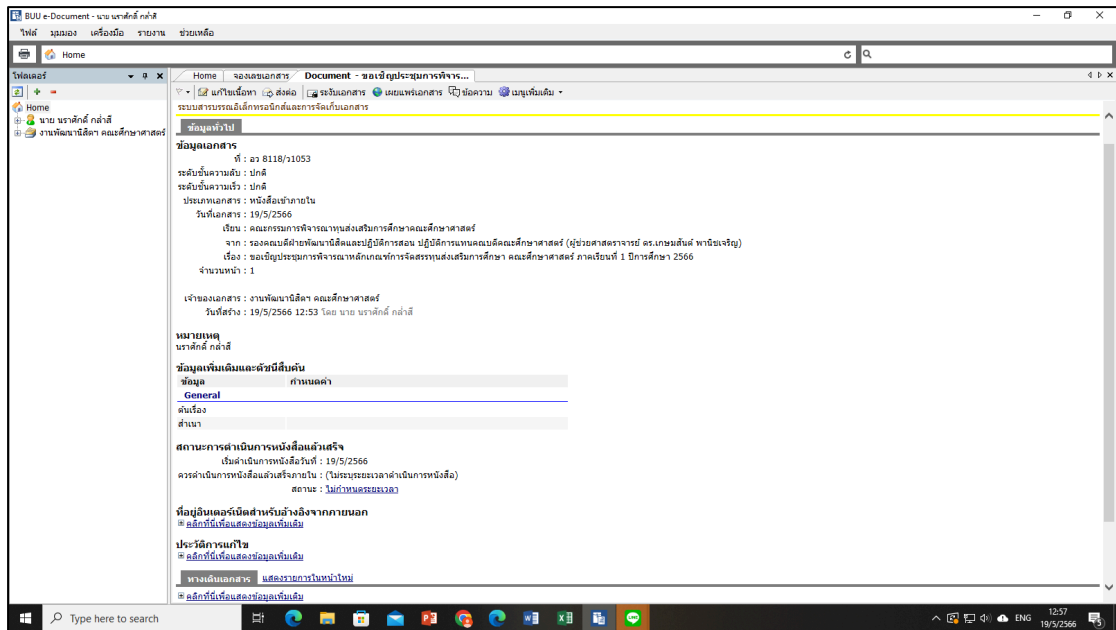 BUU e-Document - นาย นราศักดิ์ กล่ำสี
ไฟล์ มุมมอง เครื่องมือ รายงาน ช่วยเหลือ
Home
โฟลเดอร์
Home จองเลขเอกสาร Document - ขอเชิญประชุมการพิจาร...
แก้ไขเนื้อหา ส่งต่อ ระงับเอกสาร เผยแพร่เอกสาร ข้อความ เมนูเพิ่มเติม
Home
นาย นราศักดิ์ กล่ำสี
งานพัฒนานิสิตฯ คณะศึกษาศาสตร์
ระบบสารบรรณอิเล็กทรอนิกส์และการจัดเก็บเอกสาร
ข้อมูลทั่วไป
ข้อมูลเอกสาร
ที่ : อว 8118/ว1053
ระดับชั้นความลับ : ปกติ
ระดับชั้นความเร็ว : ปกติ
ประเภทเอกสาร : หนังสือเข้าภายใน
วันที่เอกสาร : 19/5/2566
เรียน : คณะกรรมการพิจารณาทุนส่งเสริมการศึกษาคณะศึกษาศาสตร์
จาก : รองคณบดีฝ่ายพัฒนานิสิตและปฏิบัติการสอน ปฏิบัติการแทนคณบดีคณะศึกษาศาสตร์ (ผู้ช่วยศาสตราจารย์ ดร.เกษมสันต์ พานิชเจริญ)
เรื่อง : ขอเชิญประชุมการพิจารณาหลักเกณฑ์การจัดสรรทุนส่งเสริมการศึกษา คณะศึกษาศาสตร์ ภาคเรียนที่ 1 ปีการศึกษา 2566
จำนวนหน้า : 1
เจ้าของเอกสาร : งานพัฒนานิสิตฯ คณะศึกษาศาสตร์
วันที่สร้าง : 19/5/2566 12:53 โดย นาย นราศักดิ์ กล่ำสี
หมายเหตุ
นราศักดิ์ กล่ำสี
ข้อมูลเพิ่มเติมและดัชนีสืบค้น
ข้อมูล กำหนดค่า
General
ต้นเรื่อง
สำเนา
สถานะการดำเนินการหนังสือแล้วเสร็จ
เริ่มดำเนินการหนังสือวันที่ : 19/5/2566
ควรดำเนินการหนังสือแล้วเสร็จภายใน : (ไม่ระบุระยะเวลาดำเนินการหนังสือ)
สถานะ : ไม่กำหนดระยะเวลา
ที่อยู่อินเตอร์เน็ตสำหรับอ้างอิงจากภายนอก
คลิกที่นี่เพื่อแสดงข้อมูลเพิ่มเติม
ประวัติการแก้ไข
คลิกที่นี่เพื่อแสดงข้อมูลเพิ่มเติม
ทางเดินเอกสาร แสดงรายการในหน้าใหม่
คลิกที่นี่เพื่อแสดงข้อมูลเพิ่มเติม
Type here to search
ENG
12:57
19/5/2566